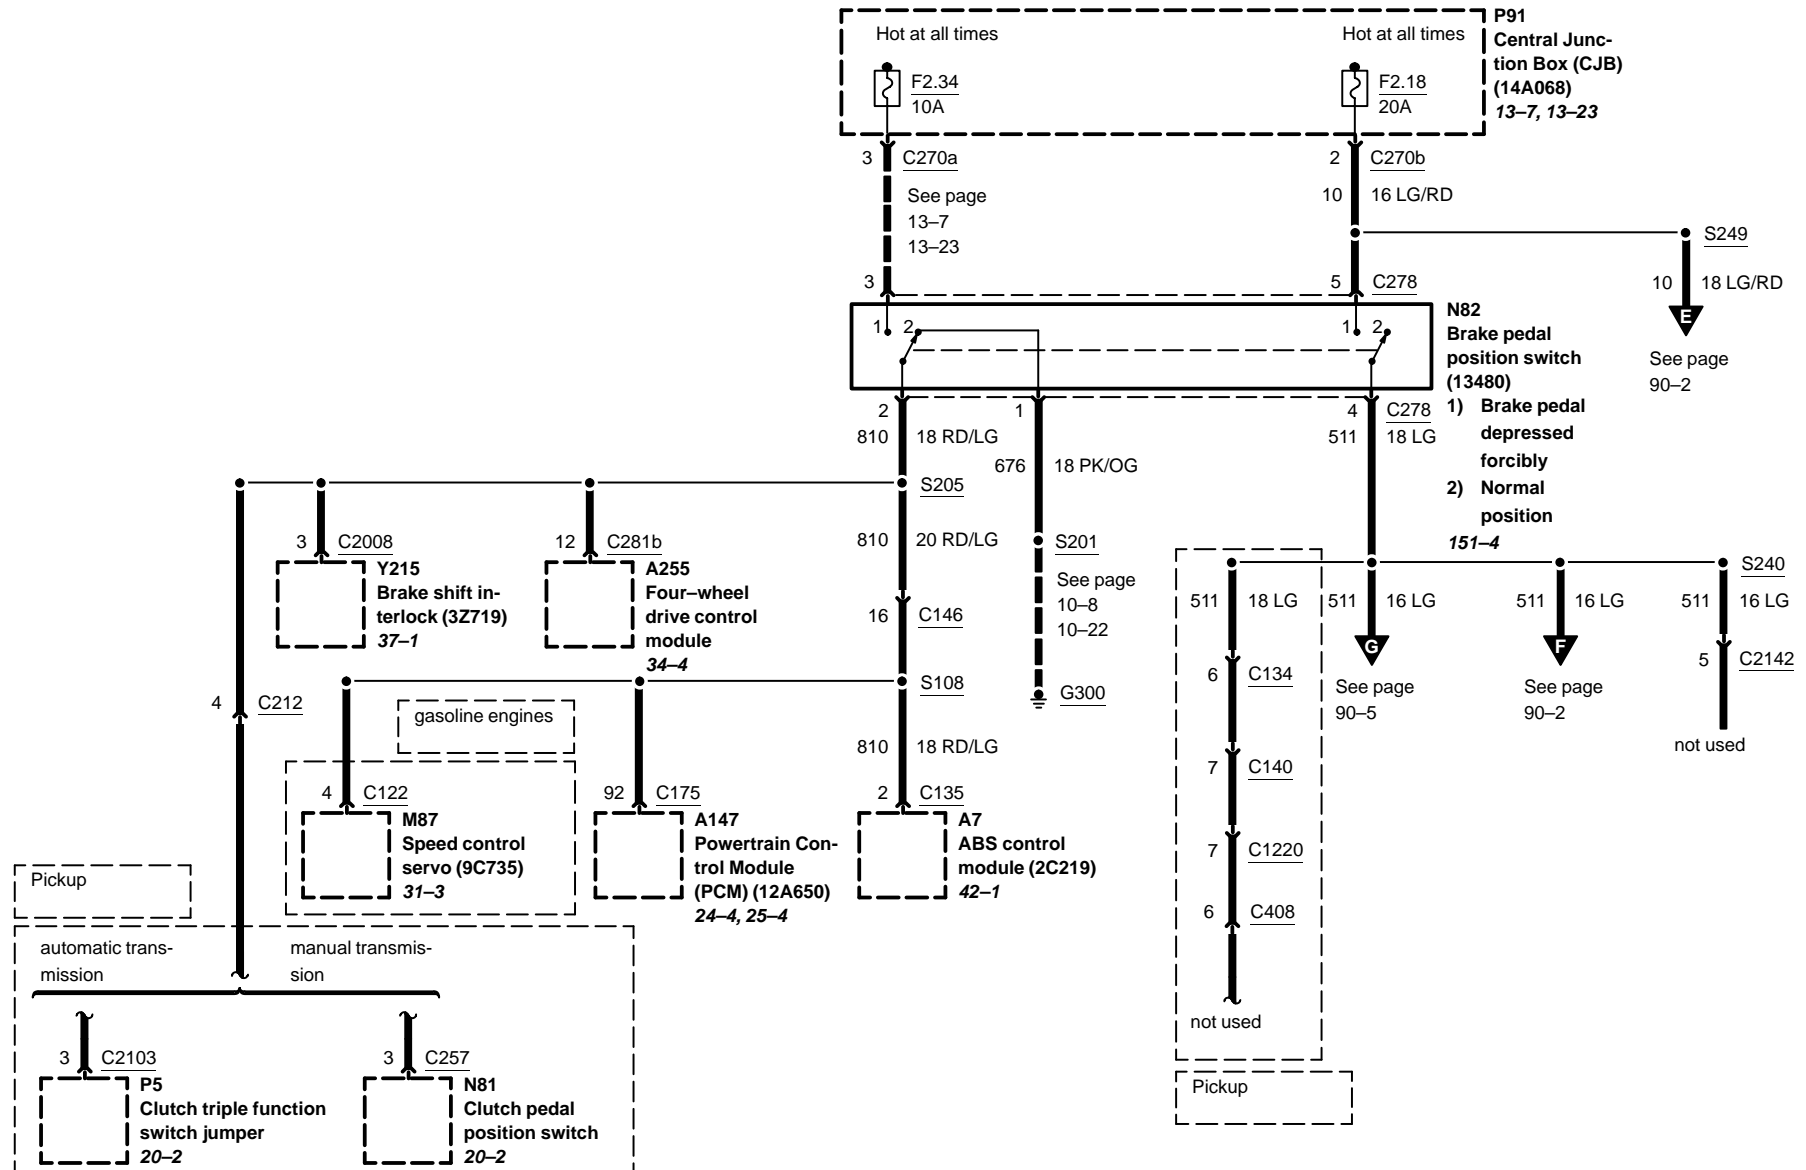 Hot at all times
Hot at all times
P91
Central Junc-
tion Box (CJB)
(14A068)
13–7, 13–23
F2.34
10A
F2.18
20A
3 C270a
2 C270b
See page
13–7
13–23
10 16 LG/RD
S249
10 18 LG/RD
E
See page
90–2
3
5 C278
1 2
1 2
N82
Brake pedal
position switch
(13480)
1) Brake pedal
depressed
forcibly
2) Normal
position
151–4
2
1
4 C278
810 18 RD/LG
676 18 PK/OG
511 18 LG
S205
3 C2008
Y215
Brake shift in-
terlock (3Z719)
37–1
12 C281b
A255
Four–wheel
drive control
module
34–4
810 20 RD/LG
16 C146
S201
See page
10–8
10–22
G300
S240
511 18 LG
511 16 LG
511 16 LG
511 16 LG
G
See page
90–5
F
See page
90–2
5 C2142
not used
6 C134
7 C140
7 C1220
6 C408
not used
Pickup
4 C212
S108
gasoline engines
810 18 RD/LG
4 C122
M87
Speed control
servo (9C735)
31–3
92 C175
A147
Powertrain Con-
trol Module
(PCM) (12A650)
24–4, 25–4
2 C135
A7
ABS control
module (2C219)
42–1
Pickup
automatic trans-
mission
manual transmis-
sion
3 C2103
P5
Clutch triple function
switch jumper
20–2
3 C257
N81
Clutch pedal
position switch
20–2